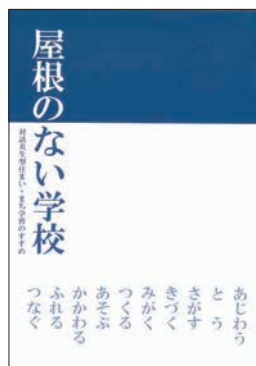 屋根のない学校
対話共生型住まい・まち学習のすすめ
あじわう
とう
さがす
きづく
みがく
つくる
あそぶ
かかわる
ふれる
つなぐ